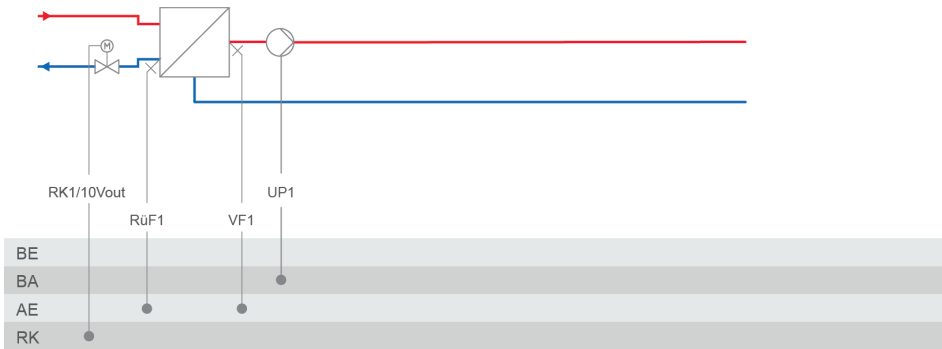 M
RK1/10Vout
UP1
RüF1
VF1
BE
BA
AE
RK